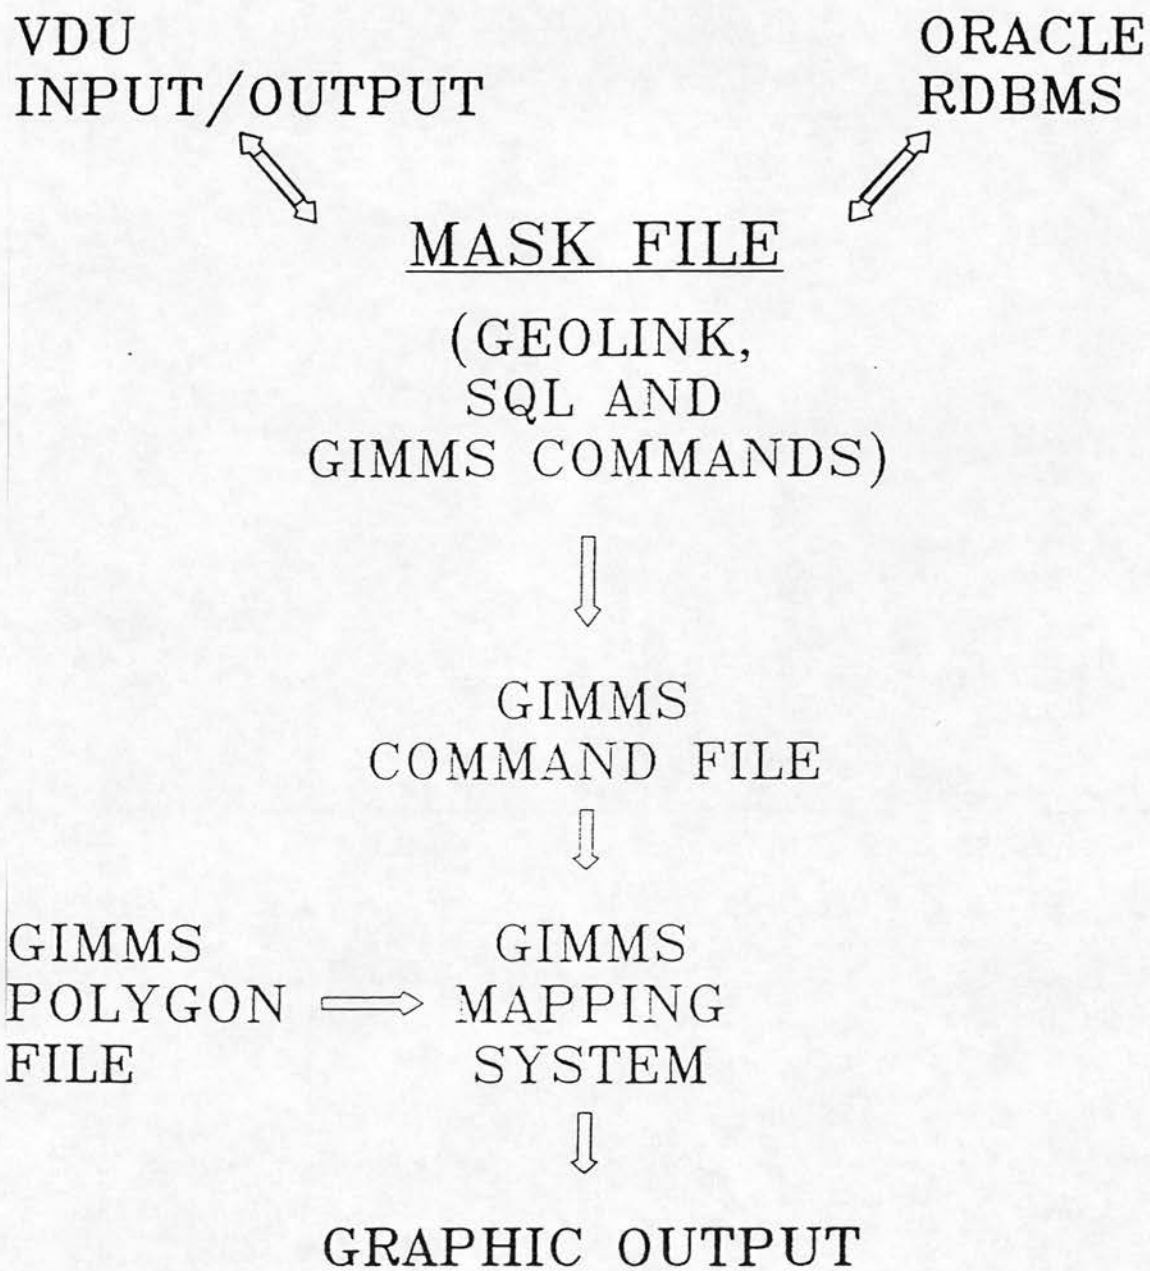 VDU
INPUT/OUTPUT
ORACLE
RDBMS
MASK FILE
(GEOLINK,
SQL AND
GIMMS COMMANDS)
GIMMS
COMMAND FILE
GIMMS
POLYGON
FILE
GIMMS
MAPPING
SYSTEM
GRAPHIC OUTPUT